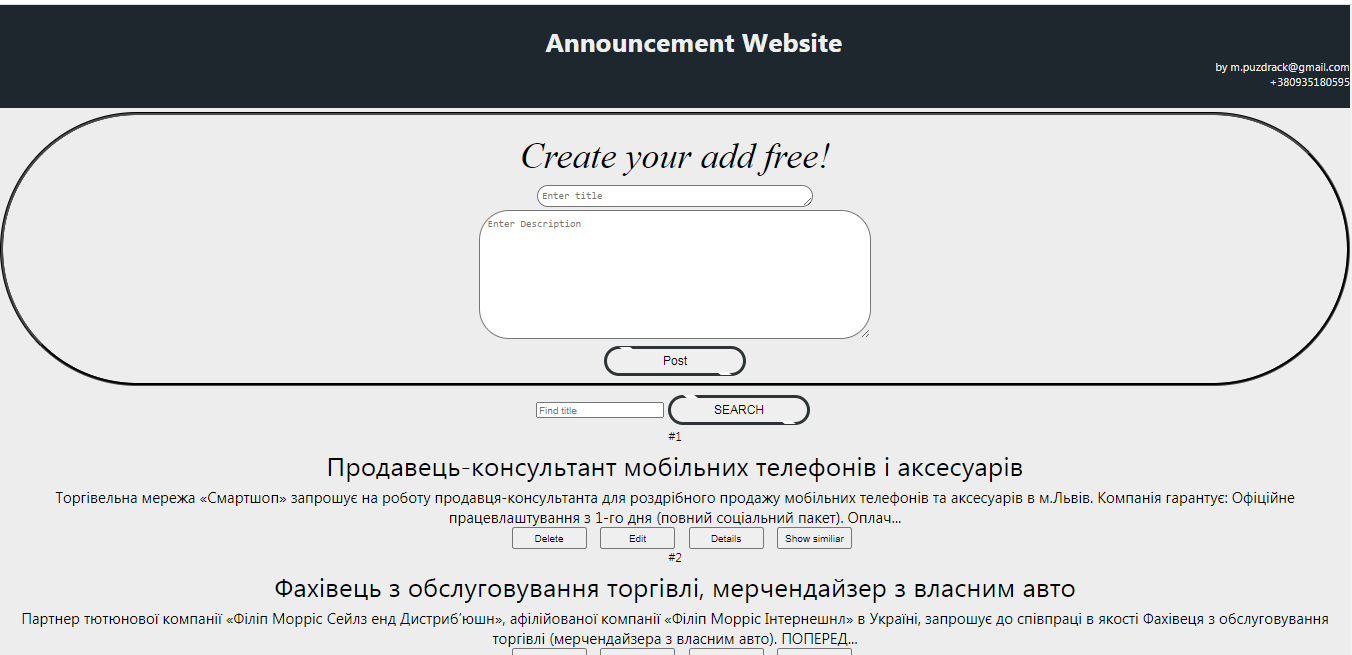 Announcement Website
by m.puzdrack@gmail.com
+380935180595
Create your add free!
Enter title
Enter Description
Post
Find title
SEARCH
#1
Продавець-консультант мобільних телефонів і аксесуарів
Торгівельна мережа «Смартшоп» запрошує на роботу продавця-консультанта для роздрібного продажу мобільних телефонів та аксесуарів в м.Львів. Компанія гарантує: Офіційне
працевлаштування з 1-го дня (повний соціальний пакет). Оплач...
Delete Edit Details Show similiar
#2
Фахівець з обслуговування торгівлі, мерчендайзер з власним авто
Партнер тютюнової компанії «Філіп Морріс Сейлз енд Дистриб'юшн», афілійованої компанії «Філіп Морріс Інтернешнл» в Україні, запрошує до співпраці в якості Фахівеця з обслуговування
торгівлі (мерчендайзера з власним авто). ПОПЕРЕД...